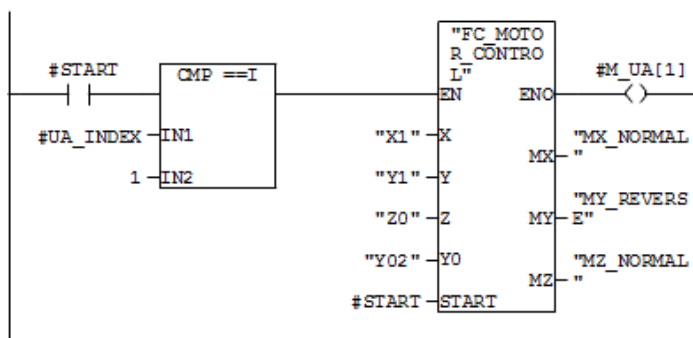 "FC_MOTO
R_CONTRO
L"
#START
CMP ==I
#M_UA[1]
EN ENO
#UA_INDEX IN1
"X1" X
"MX_NORMAL
MX "
1 IN2
"Y1" Y
"MY_REVERS
"Z0" Z
MY E"
"Y02" Y0
"MZ_NORMAL
MZ "
#START START